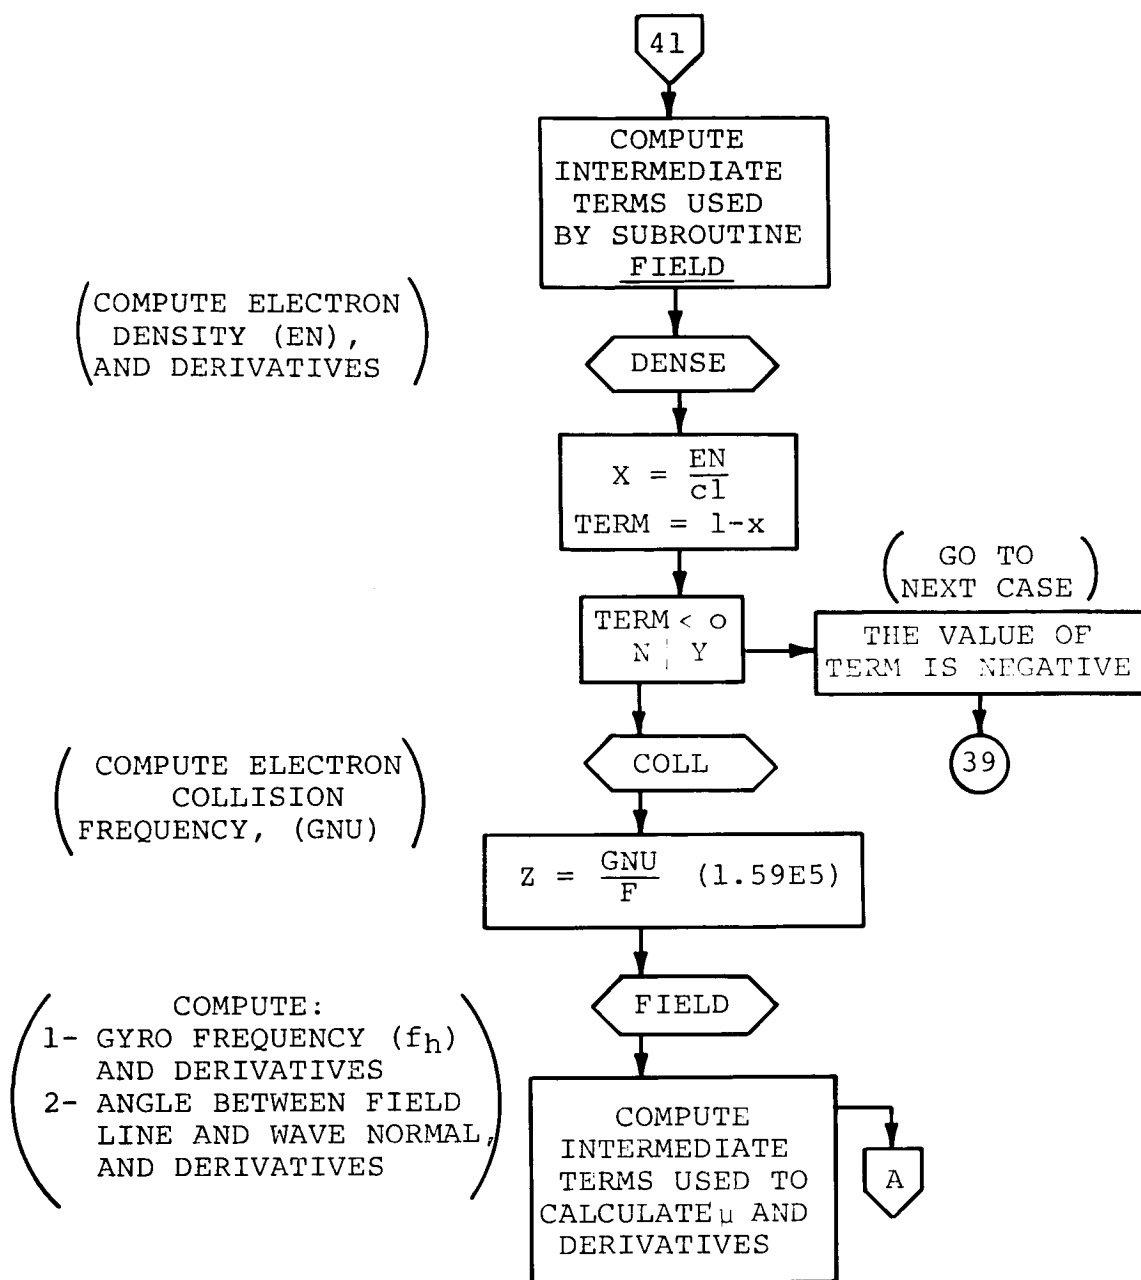 41
COMPUTE
INTERMEDIATE
TERMS USED
BY SUBROUTINE
FIELD
(COMPUTE ELECTRON
DENSITY (EN),
AND DERIVATIVES)
DENSE
X = EN/c1
TERM = 1-x
(GO TO
NEXT CASE)
TERM < o
N | Y
THE VALUE OF
TERM IS NEGATIVE
39
(COMPUTE ELECTRON
COLLISION
FREQUENCY, (GNU))
COLL
Z = GNU/F (1.59E5)
(COMPUTE:
1- GYRO FREQUENCY (fh)
AND DERIVATIVES
2- ANGLE BETWEEN FIELD
LINE AND WAVE NORMAL,
AND DERIVATIVES)
FIELD
COMPUTE
INTERMEDIATE
TERMS USED TO
CALCULATE μ AND
DERIVATIVES
A